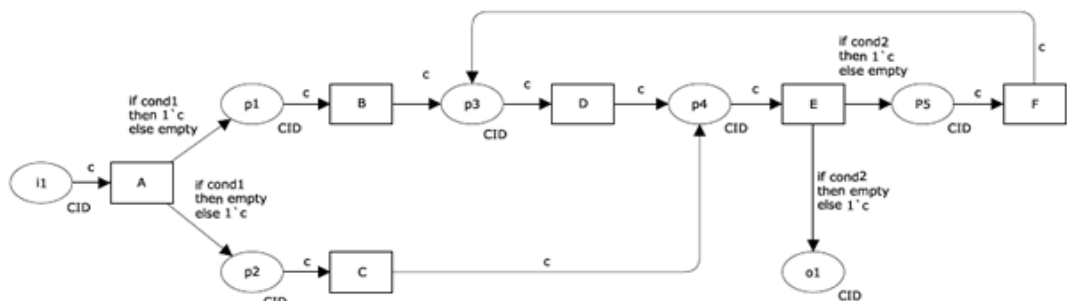 if cond2
then 1`c
else empty
c
if cond1
then 1`c
else empty
p1
CID
c
B
c
p3
CID
c
D
c
p4
CID
c
E
P5
CID
c
F
i1
CID
c
A
if cond1
then empty
else 1`c
if cond2
then empty
else 1`c
p2
CID
c
C
c
o1
CID